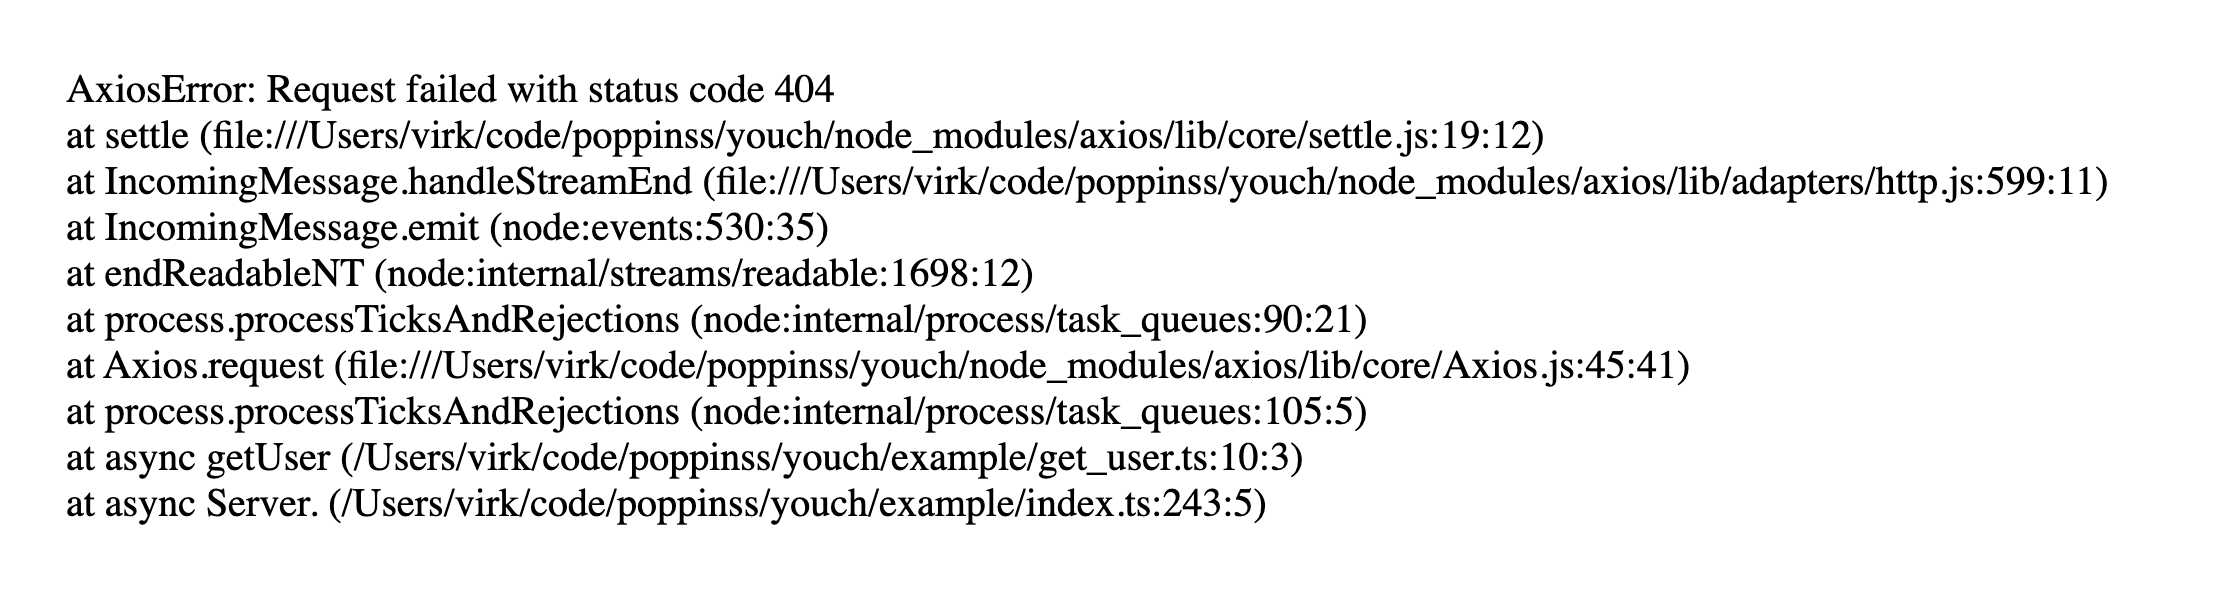 AxiosError: Request failed with status code 404
at settle (file:///Users/virk/code/poppinss/youch/node_modules/axios/lib/core/settle.js:19:12)
at IncomingMessage.handleStreamEnd (file:///Users/virk/code/poppinss/youch/node_modules/axios/lib/adapters/http.js:599:11)
at IncomingMessage.emit (node:events:530:35)
at endReadableNT (node:internal/streams/readable:1698:12)
at process.processTicksAndRejections (node:internal/process/task_queues:90:21)
at Axios.request (file:///Users/virk/code/poppinss/youch/node_modules/axios/lib/core/Axios.js:45:41)
at process.processTicksAndRejections (node:internal/process/task_queues:105:5)
at async getUser (/Users/virk/code/poppinss/youch/example/get_user.ts:10:3)
at async Server. (/Users/virk/code/poppinss/youch/example/index.ts:243:5)